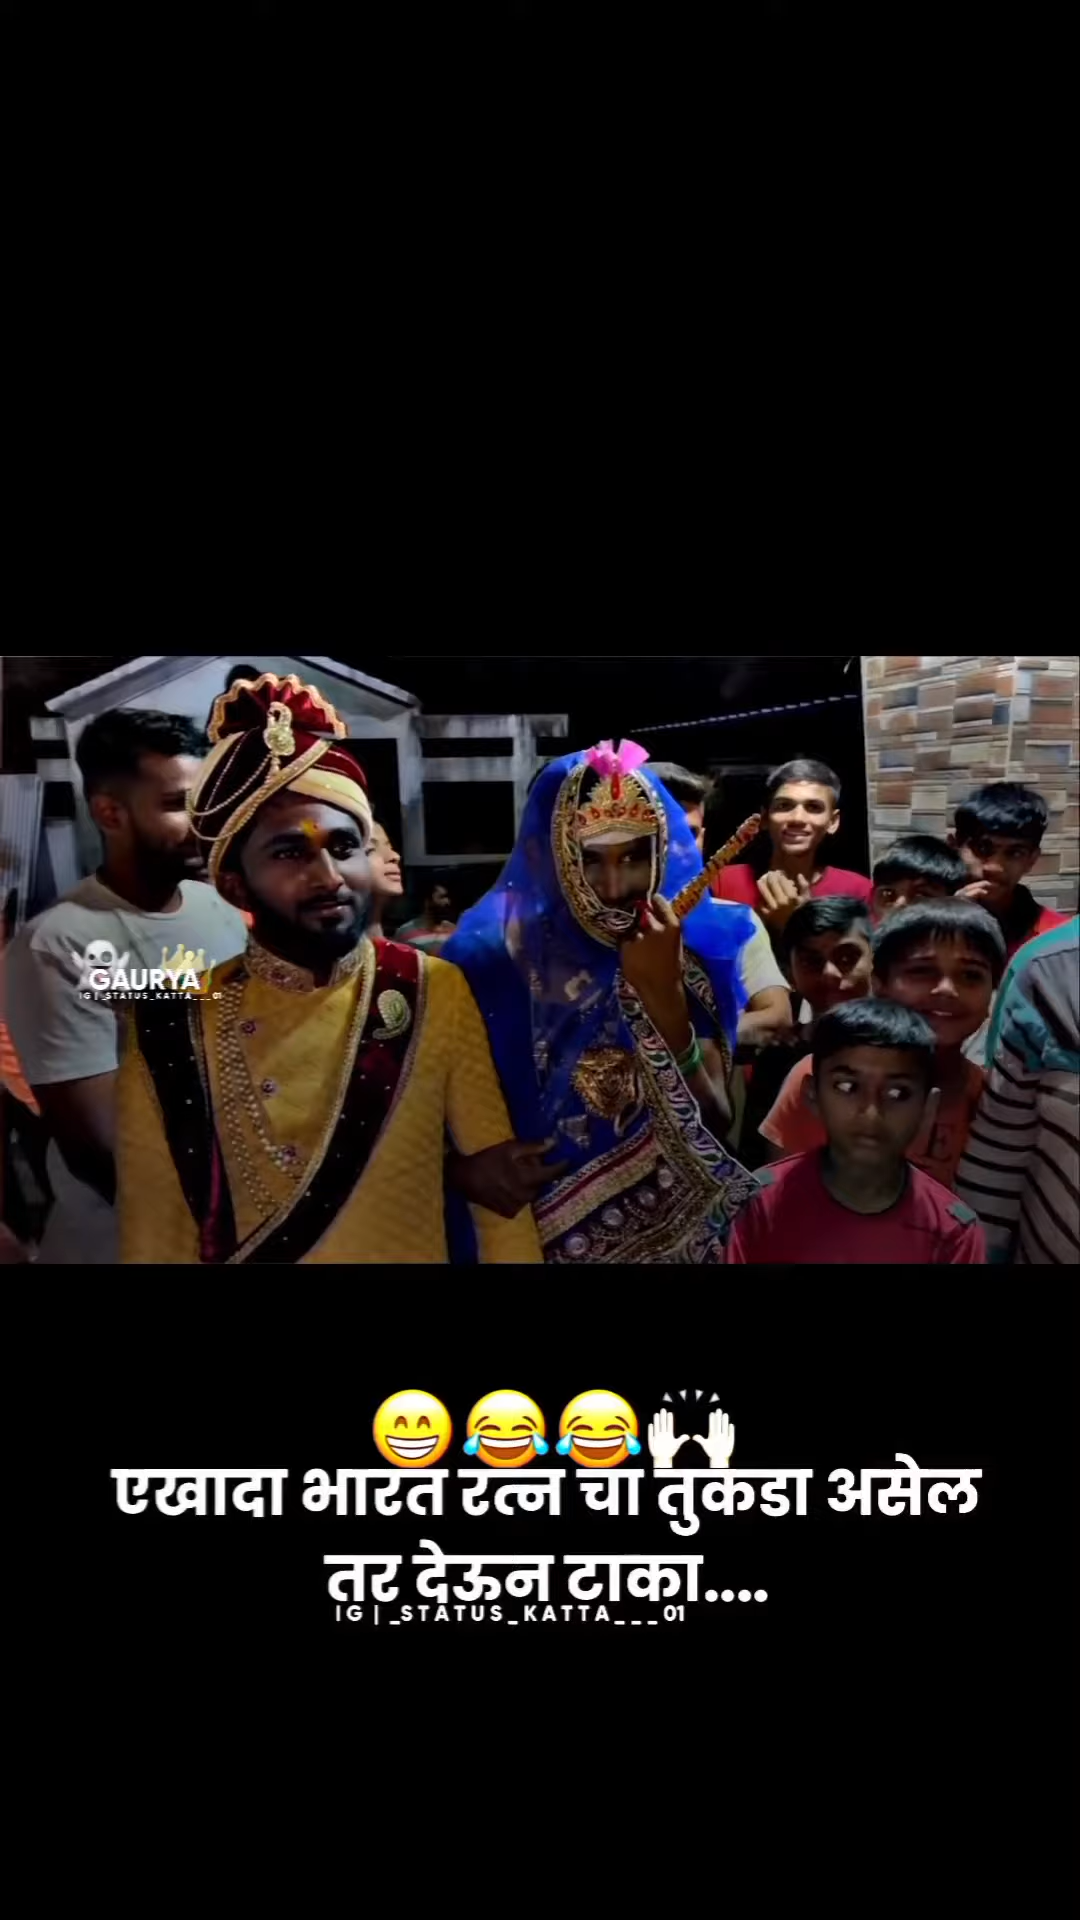 GAURYA
IG | _STATUS_KATTA___01
😁😂😂🙌🏻
एखादा भारत रत्न चा तुकडा असेल
तर देऊन टाका....
IG | _STATUS_KATTA___01